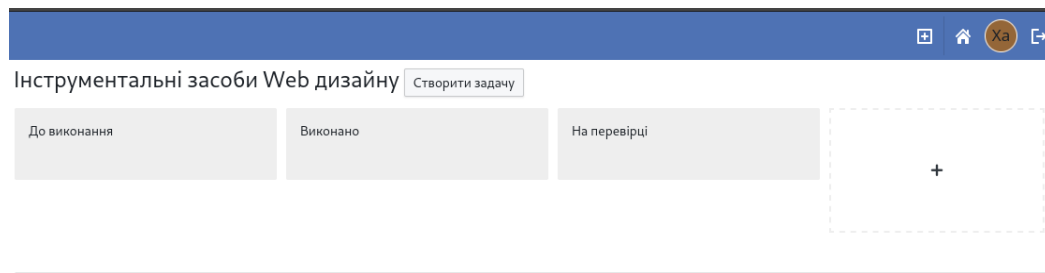 Ха
Інструментальні засоби Web дизайну Створити задачу
До виконання Виконано На перевірці +